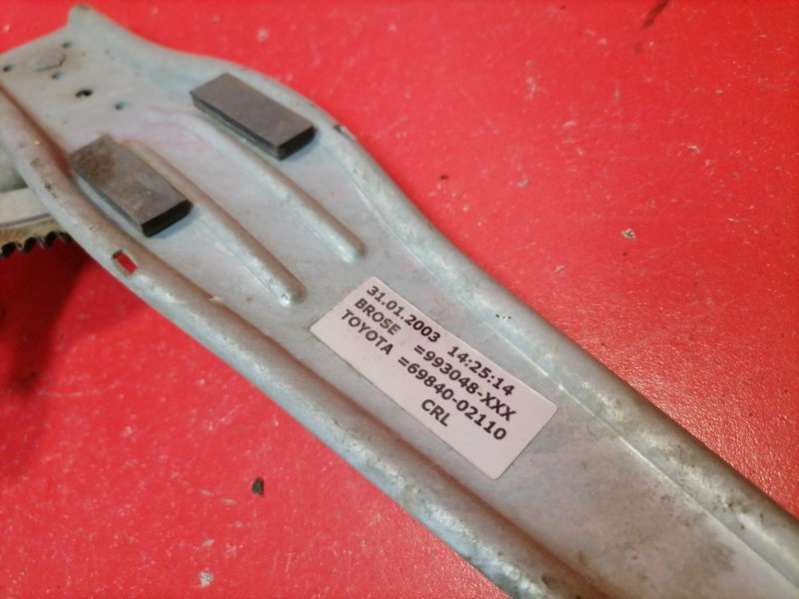 31.01.2003 14:25:14
BROSE =993048-XXX
TOYOTA =69840-02110
CRL